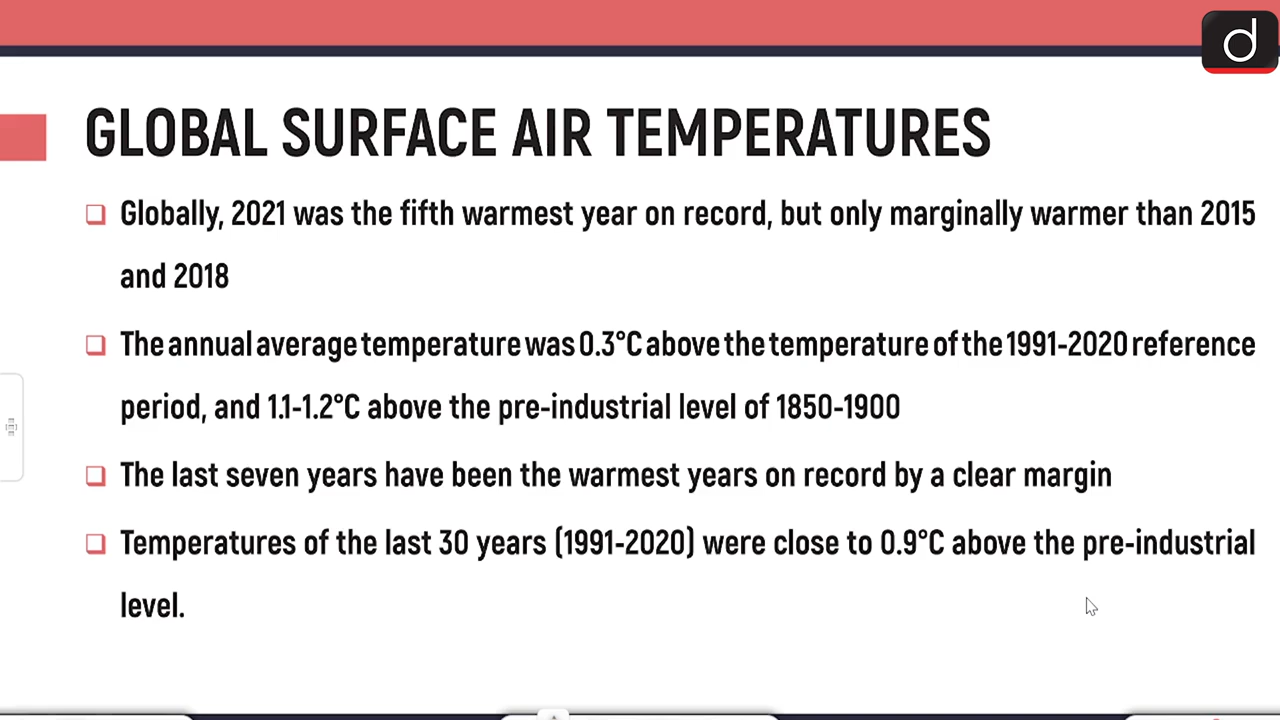 d
GLOBAL SURFACE AIR TEMPERATURES
Globally, 2021 was the fifth warmest year on record, but only marginally warmer than 2015
and 2018
The annual average temperature was 0.3°C above the temperature of the 1991-2020 reference
period, and 1.1-1.2°C above the pre-industrial level of 1850-1900
The last seven years have been the warmest years on record by a clear margin
Temperatures of the last 30 years (1991-2020) were close to 0.9°C above the pre-industrial
level.